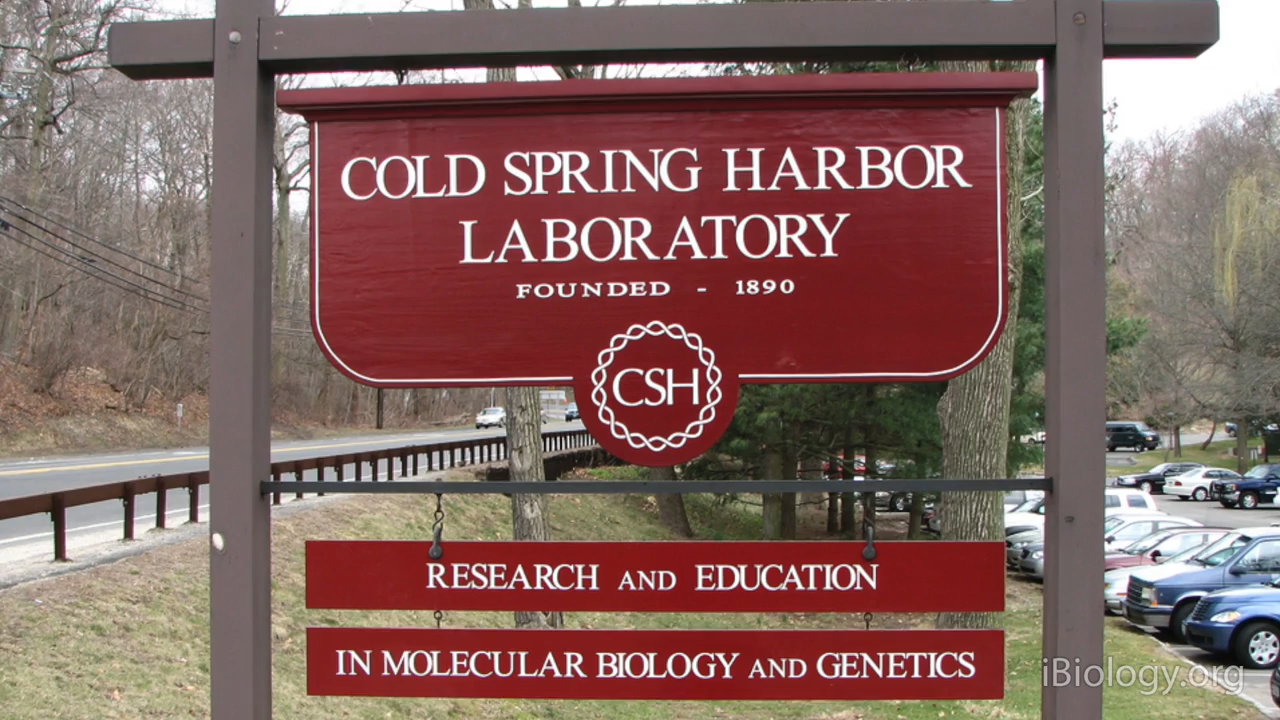 COLD SPRING HARBOR
LABORATORY
FOUNDED - 1890
CSH
RESEARCH AND EDUCATION
IN MOLECULAR BIOLOGY AND GENETICS
iBiology.org